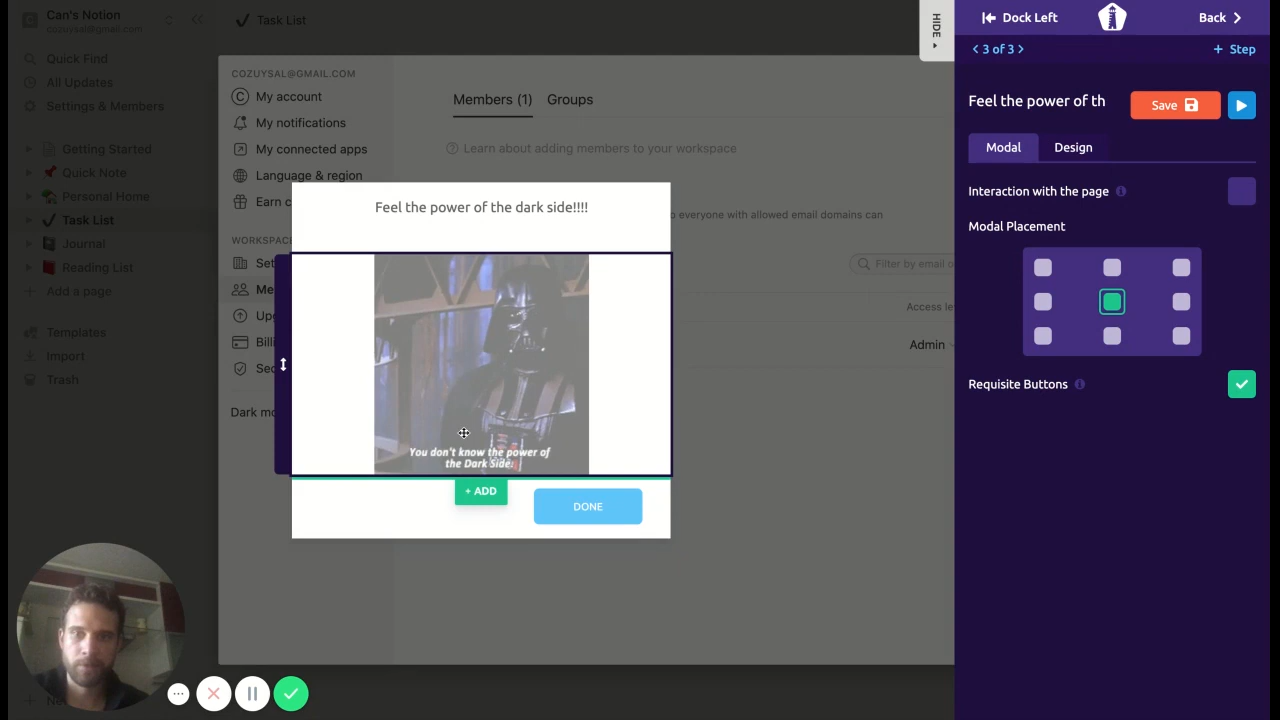 Can's Notion
cozuysal@gmail.com
Quick Find
All Updates
Settings & Members
Getting Started
Quick Note
Personal Home
Task List
Journal
Reading List
Add a page
Templates
Import
Trash
Task List
COZUYSAL@GMAIL.COM
My account
My notifications
My connected apps
Language & region
Earn c
WORKSPACE
Set
Me
Upg
Billi
Sec
Dark mo
Members (1) Groups
Learn about adding members to your workspace
o everyone with allowed email domains can
Filter by email o
Access le
Admin
Feel the power of the dark side!!!!
You don't know the power of
the Dark Side.
+ ADD
DONE
HIDE
Dock Left
Back
3 of 3
+ Step
Feel the power of th
Save
Modal Design
Interaction with the page
Modal Placement
Requisite Buttons